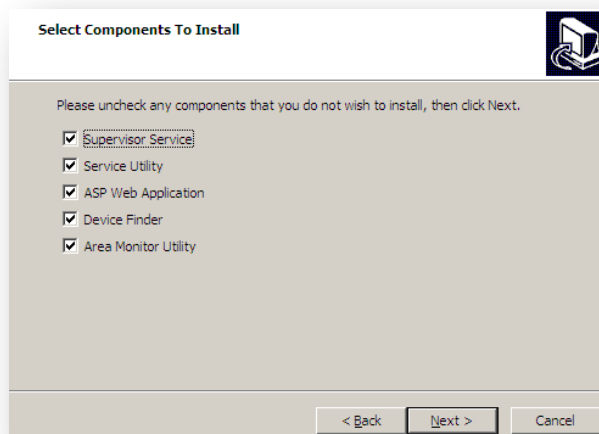 Select Components To Install
Please uncheck any components that you do not wish to install, then click Next.
Supervisor Service
Service Utility
ASP Web Application
Device Finder
Area Monitor Utility
< Back Next > Cancel